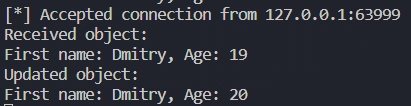 [*] Accepted connection from 127.0.0.1:63999
Received object:
First name: Dmitry, Age: 19
Updated object:
First name: Dmitry, Age: 20